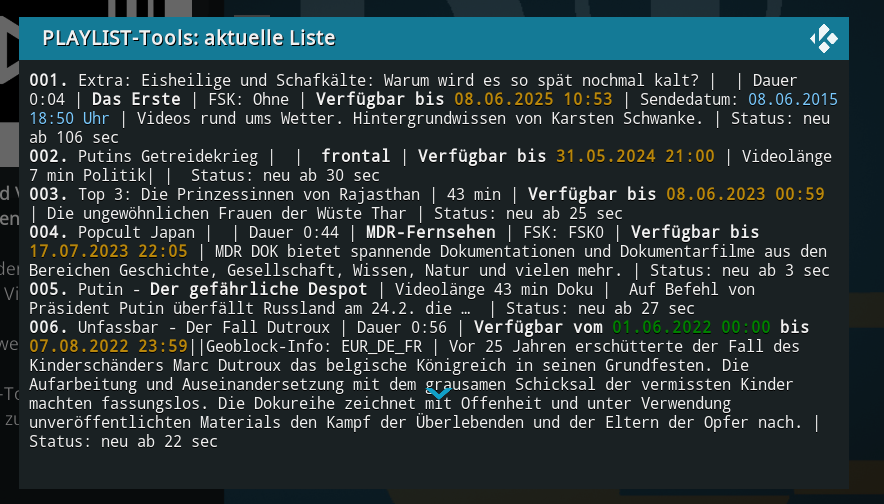 PLAYLIST-Tools: aktuelle Liste
001. Extra: Eisheilige und Schafkälte: Warum wird es so spät nochmal kalt? | | Dauer
0:04 | Das Erste | FSK: Ohne | Verfügbar bis 08.06.2025 10:53 | Sendedatum: 08.06.2015
18:50 Uhr | Videos rund ums Wetter. Hintergrundwissen von Karsten Schwanke. | Status: neu
ab 106 sec
002. Putins Getreidekrieg | | frontal | Verfügbar bis 31.05.2024 21:00 | Videolänge
7 min Politik| | Status: neu ab 30 sec
003. Top 3: Die Prinzessinnen von Rajasthan | 43 min | Verfügbar bis 08.06.2023 00:59
| Die ungewöhnlichen Frauen der Wüste Thar | Status: neu ab 25 sec
004. Popcult Japan | | Dauer 0:44 | MDR-Fernsehen | FSK: FSK0 | Verfügbar bis
17.07.2023 22:05 | MDR DOK bietet spannende Dokumentationen und Dokumentarfilme aus den
Bereichen Geschichte, Gesellschaft, Wissen, Natur und vielen mehr. | Status: neu ab 3 sec
005. Putin - Der gefährliche Despot | Videolänge 43 min Doku | Auf Befehl von
Präsident Putin überfällt Russland am 24.2. die … | Status: neu ab 27 sec
006. Unfassbar - Der Fall Dutroux | Dauer 0:56 | Verfügbar vom 01.06.2022 00:00 bis
07.08.2022 23:59||Geoblock-Info: EUR_DE_FR | Vor 25 Jahren erschütterte der Fall des
Kinderschänders Marc Dutroux das belgische Königreich in seinen Grundfesten. Die
Aufarbeitung und Auseinandersetzung mit dem grausamen Schicksal der vermissten Kinder
machten fassungslos. Die Dokureihe zeichnet mit Offenheit und unter Verwendung
unveröffentlichten Materials den Kampf der Überlebenden und der Eltern der Opfer nach. |
Status: neu ab 22 sec